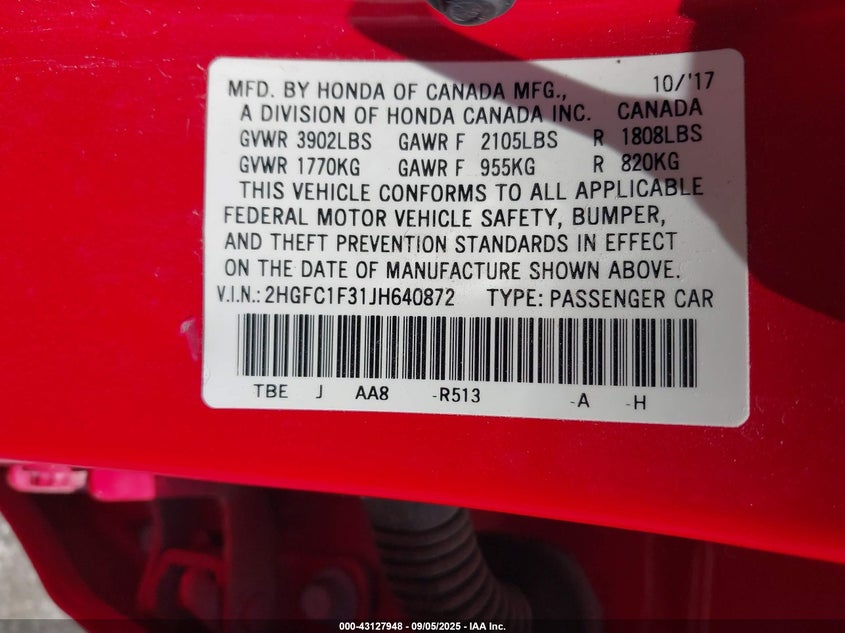 MFD. BY HONDA OF CANADA MFG., 10/'17
A DIVISION OF HONDA CANADA INC. CANADA
GVWR 3902LBS GAWR F 2105LBS R 1808LBS
GVWR 1770KG GAWR F 955KG R 820KG
THIS VEHICLE CONFORMS TO ALL APPLICABLE
FEDERAL MOTOR VEHICLE SAFETY, BUMPER,
AND THEFT PREVENTION STANDARDS IN EFFECT
ON THE DATE OF MANUFACTURE SHOWN ABOVE.
V.I.N.: 2HGFC1F31JH640872 TYPE: PASSENGER CAR
TBE J AA8 -R513 -A -H
000-43127948 - 09/05/2025 - IAA Inc.